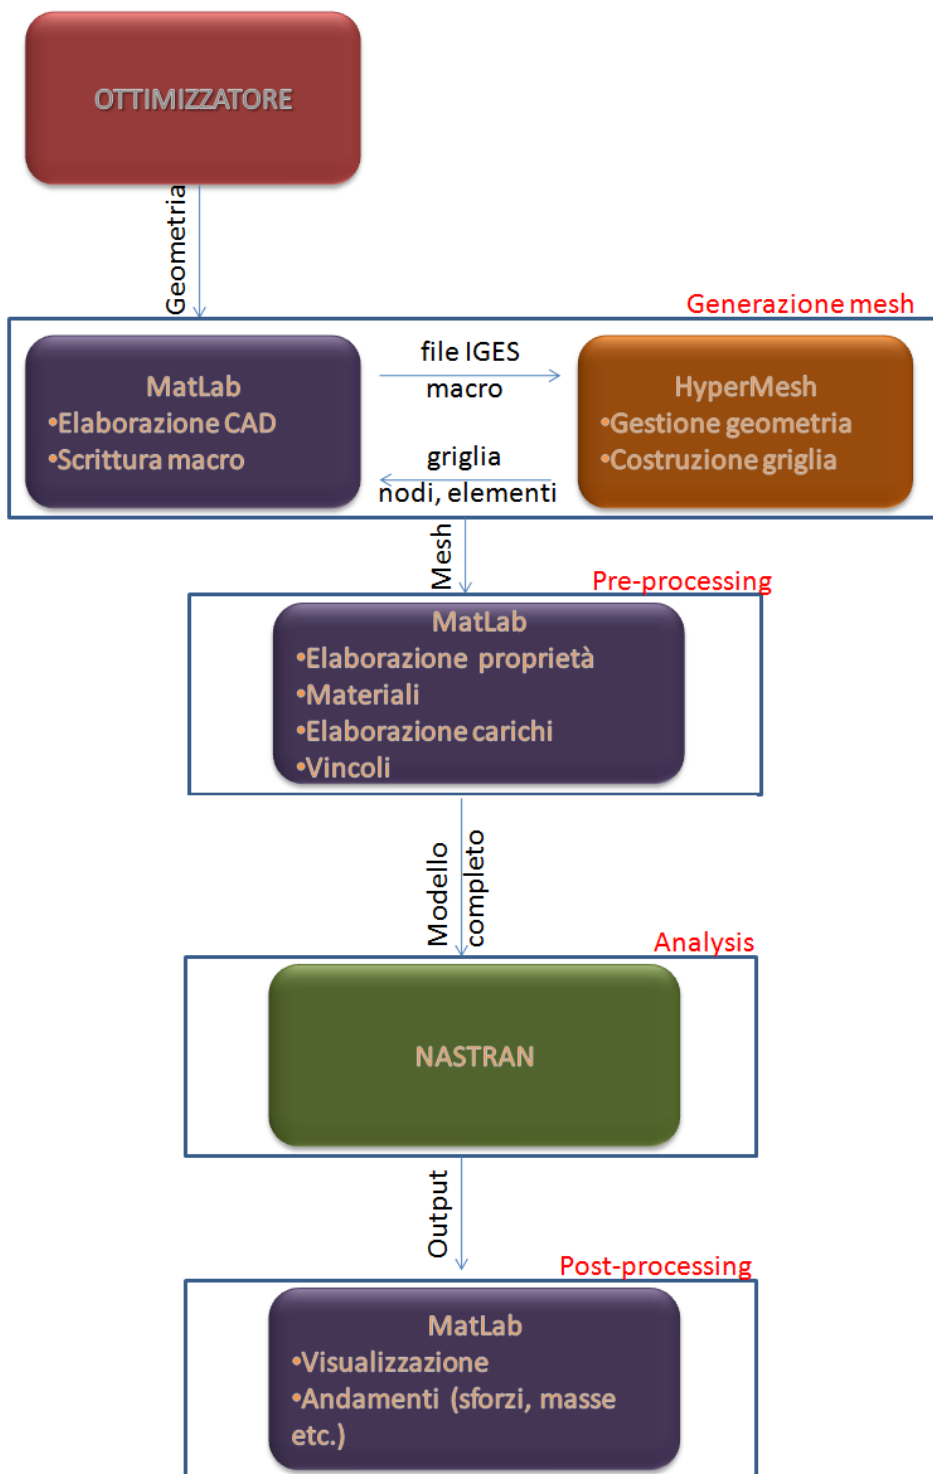 OTTIMIZZATORE
Geometria
Generazione mesh
MatLab
•Elaborazione CAD
•Scrittura macro
file IGES
macro
griglia
nodi, elementi
HyperMesh
•Gestione geometria
•Costruzione griglia
Mesh
Pre-processing
MatLab
•Elaborazione proprietà
•Materiali
•Elaborazione carichi
•Vincoli
Modello
completo
Analysis
NASTRAN
Output
Post-processing
MatLab
•Visualizzazione
•Andamenti (sforzi, masse
etc.)